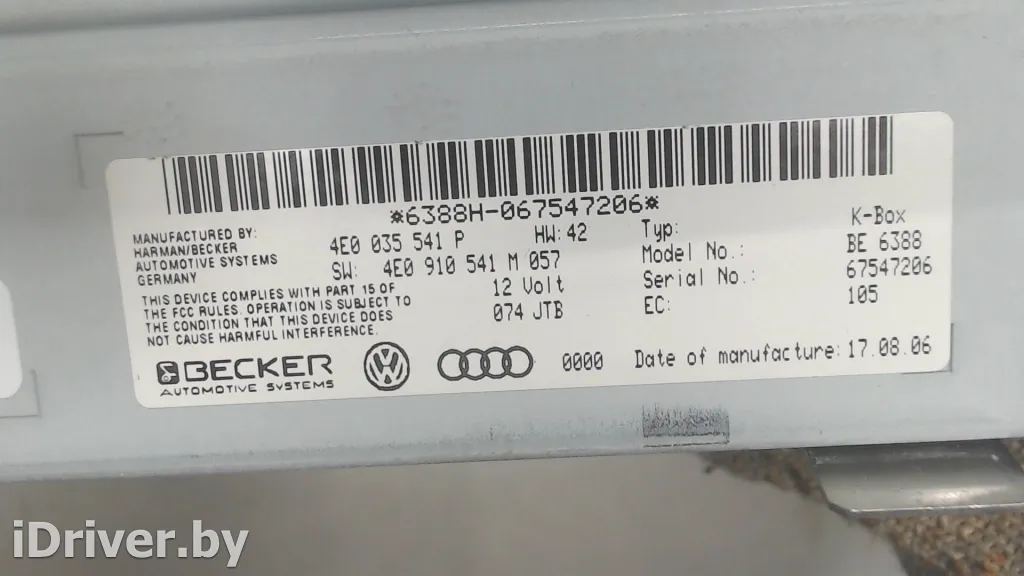 *6388H-067547206*
MANUFACTURED BY:
HARMAN/BECKER
AUTOMOTIVE SYSTEMS
GERMANY
4E0 035 541 P HW: 42
SW: 4E0 910 541 M 057
12 Volt
074 JTB
Typ: K-Box
Model No.: BE 6388
Serial No.: 67547206
EC: 105
THIS DEVICE COMPLIES WITH PART 15 OF
THE FCC RULES. OPERATION IS SUBJECT TO
THE CONDITION THAT THIS DEVICE DOES
NOT CAUSE HARMFUL INTERFERENCE.
BECKER
AUTOMOTIVE SYSTEMS
0000 Date of manufacture: 17.08.06
iDriver.by